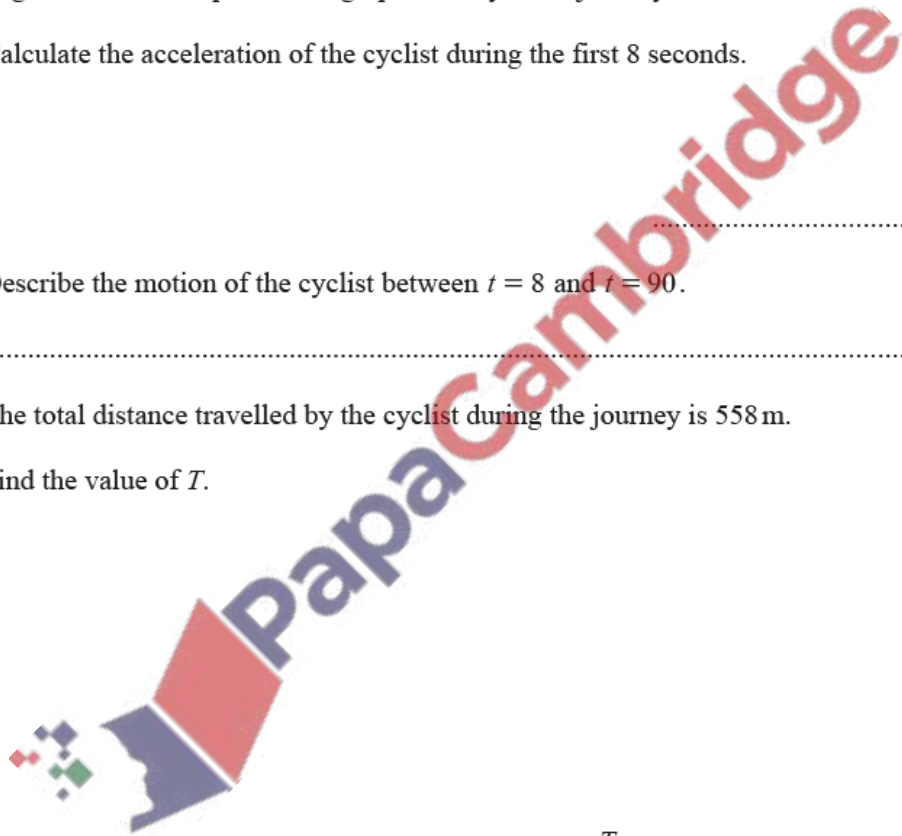 alculate the acceleration of the cyclist during the first 8 seconds.
escribe the motion of the cyclist between t = 8 and t = 90.
he total distance travelled by the cyclist during the journey is 558 m.
ind the value of T.
PapaCambridge